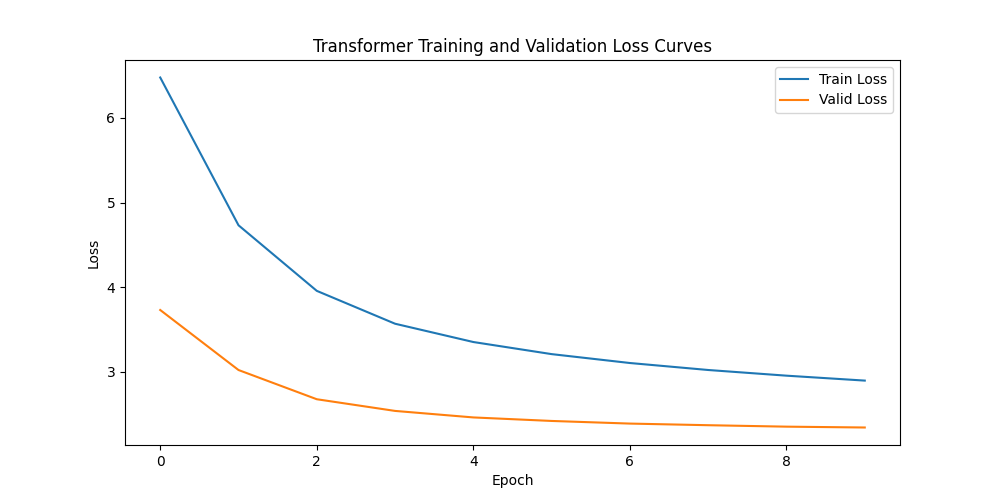 Transformer Training and Validation Loss Curves
Train Loss
Valid Loss
6
5
4
3
Loss
0
2
4
6
8
Epoch